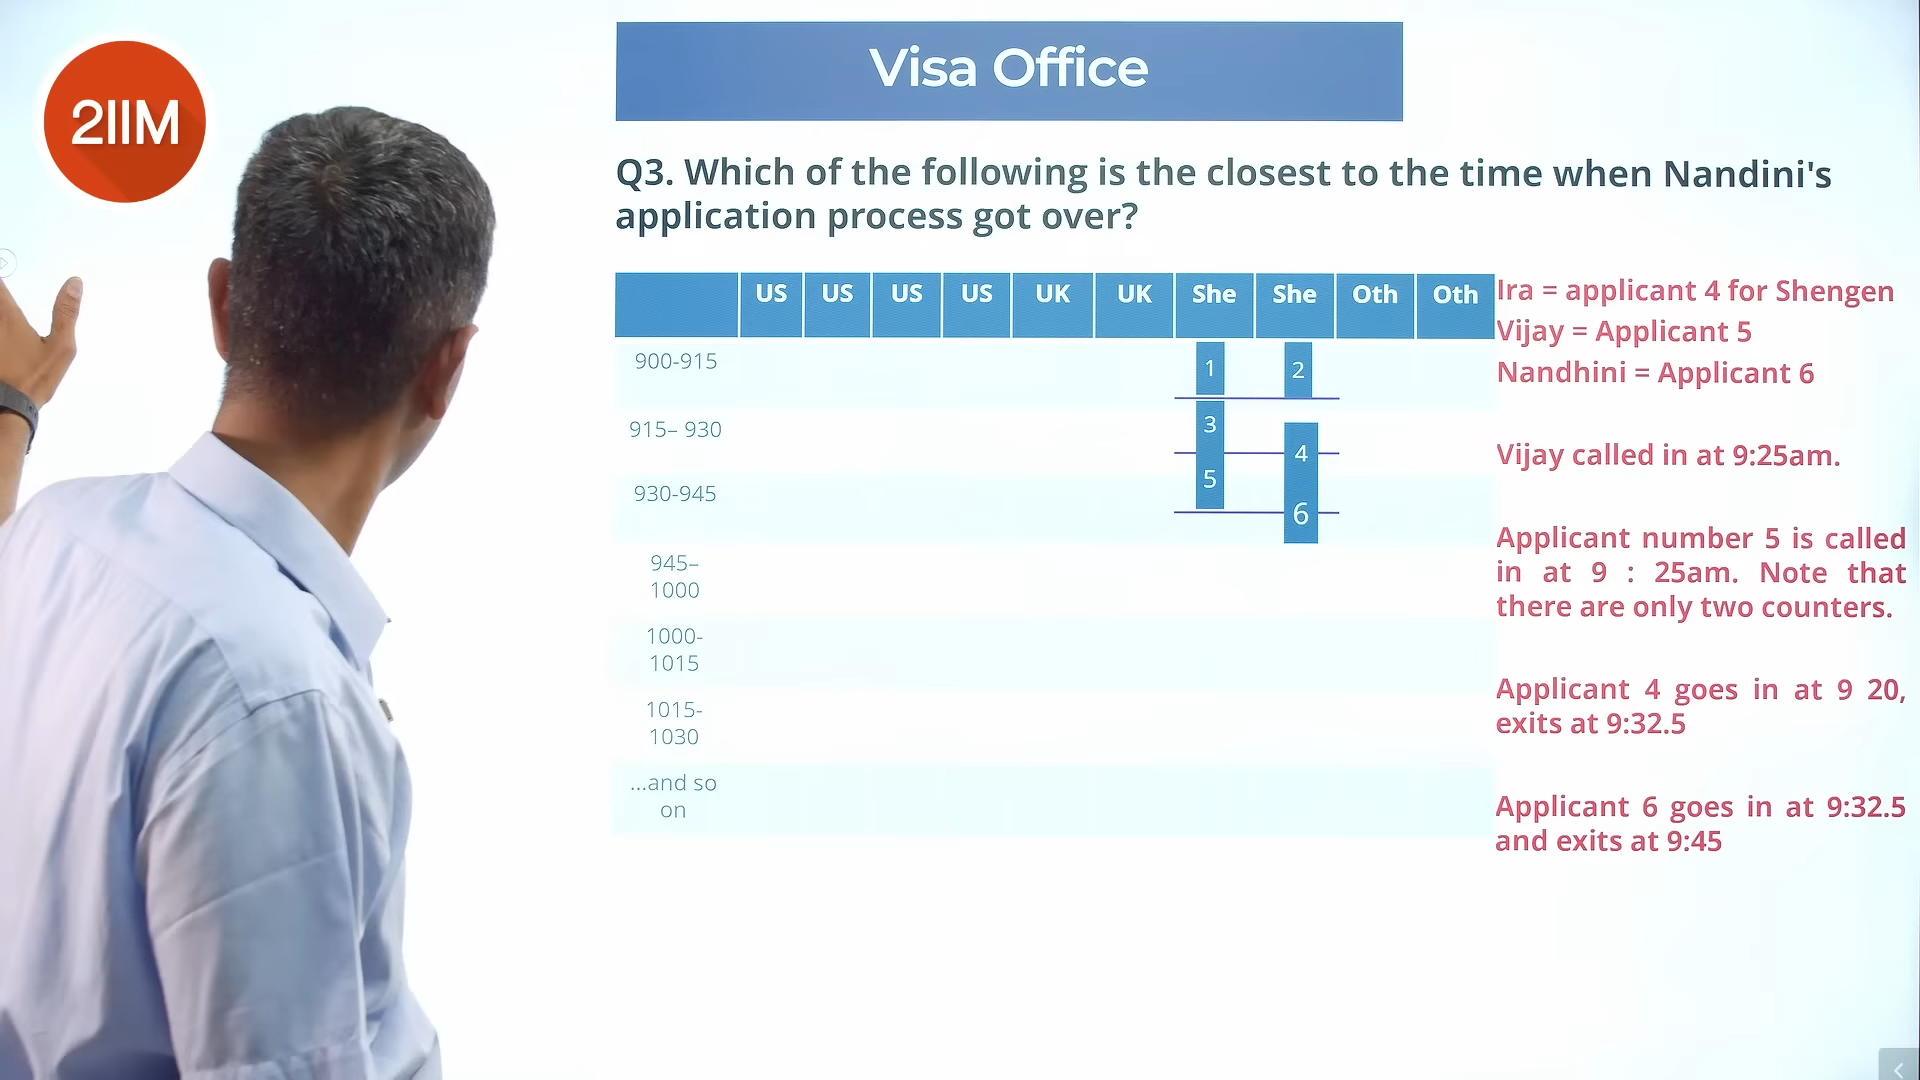 2IIM
Visa Office
Q3. Which of the following is the closest to the time when Nandini's
application process got over?
US US US US UK UK She She Oth Oth
900-915 1 2
915– 930 3 4
930-945 5 6
945–
1000
1000-
1015
1015-
1030
...and so
on
Ira = applicant 4 for Shengen
Vijay = Applicant 5
Nandhini = Applicant 6
Vijay called in at 9:25am.
Applicant number 5 is called
in at 9 : 25am. Note that
there are only two counters.
Applicant 4 goes in at 9 20,
exits at 9:32.5
Applicant 6 goes in at 9:32.5
and exits at 9:45